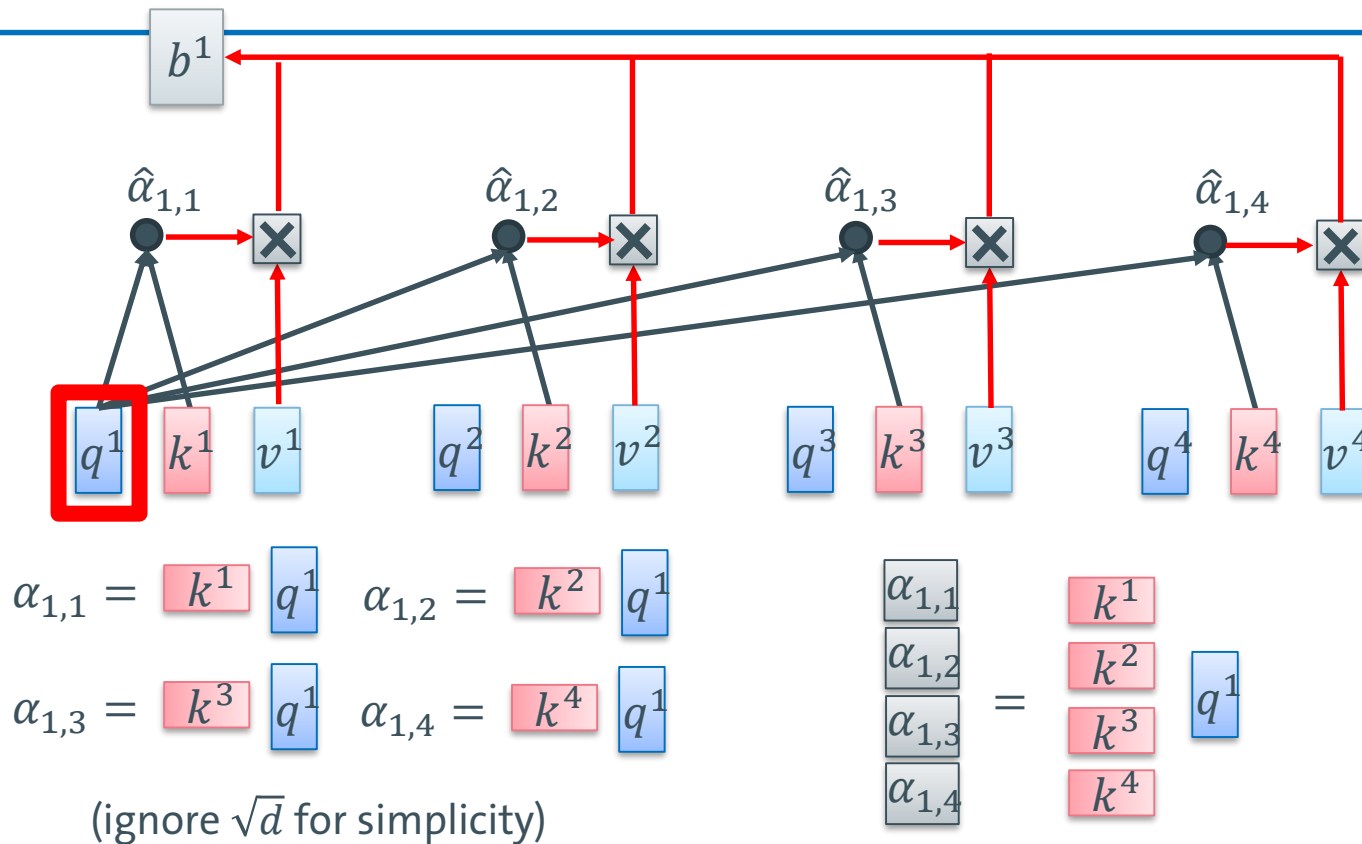 b¹
α̂₁,₁ α̂₁,₂ α̂₁,₃ α̂₁,₄
q¹ k¹ v¹ q² k² v² q³ k³ v³ q⁴ k⁴ v⁴
α₁,₁ = k¹ q¹ α₁,₂ = k² q¹
α₁,₃ = k³ q¹ α₁,₄ = k⁴ q¹
α₁,₁
α₁,₂
α₁,₃
α₁,₄
=
k¹
k²
k³
k⁴
q¹
(ignore √d for simplicity)